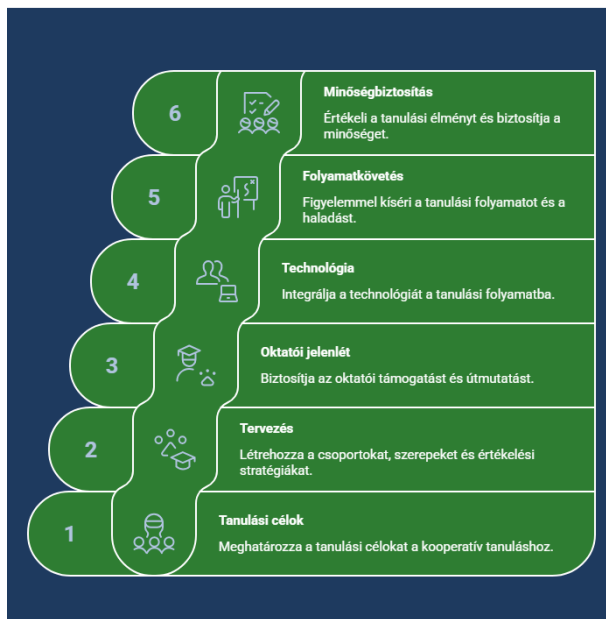 6
Minőségbiztosítás
Értékeli a tanulási élményt és biztosítja a
minőséget.
5
Folyamatkövetés
Figyelemmel kíséri a tanulási folyamatot és a
haladást.
4
Technológia
Integrálja a technológiát a tanulási folyamatba.
3
Oktatói jelenlét
Biztosítja az oktatói támogatást és útmutatást.
2
Tervezés
Létrehozza a csoportokat, szerepeket és értékelési
stratégiákat.
1
Tanulási célok
Meghatározza a tanulási célokat a kooperatív tanuláshoz.